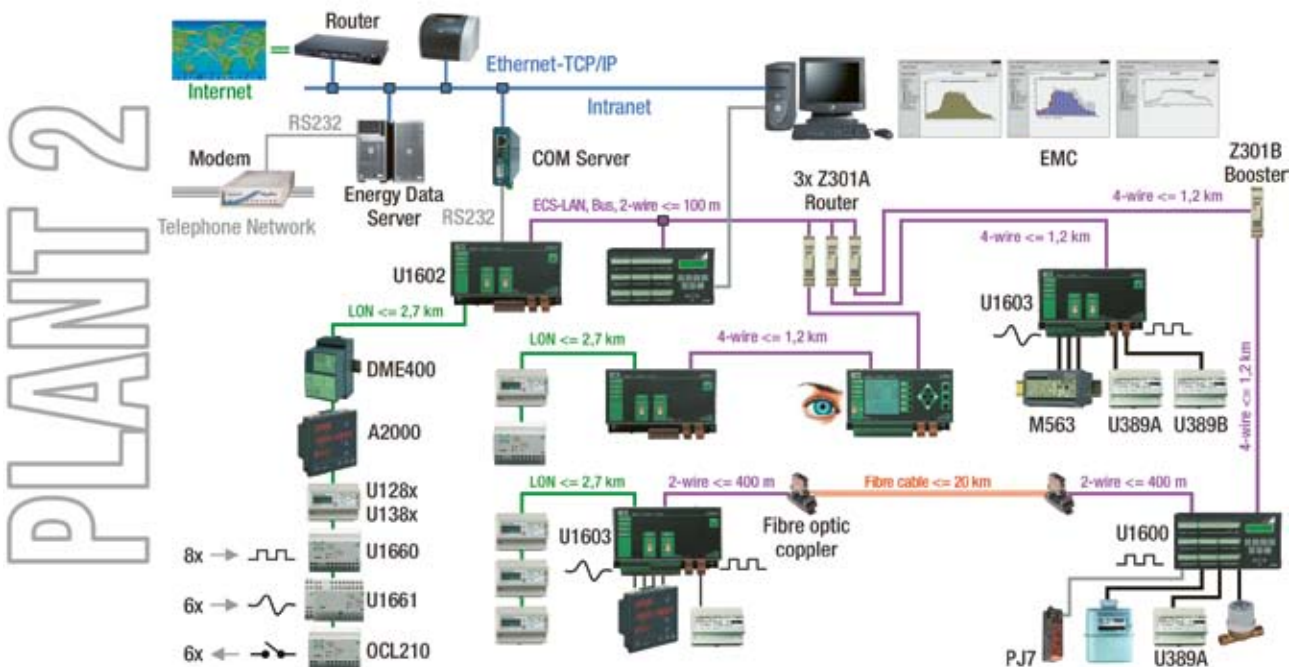 PLANT 2
Router
Internet
Ethernet-TCP/IP
Intranet
RS232
Modem
Telephone Network
Energy Data
Server
COM Server
RS232
EMC
Z301B
Booster
3x Z301A
Router
ECS-LAN, Bus, 2-wire <= 100 m
4-wire <= 1,2 km
4-wire <= 1,2 km
U1602
U1603
LON <= 2,7 km
LON <= 2,7 km
4-wire <= 1,2 km
4-wire <= 1,2 km
DME400
M563
U389A
U389B
A2000
LON <= 2,7 km
2-wire <= 400 m
Fibre cable <= 20 km
2-wire <= 400 m
U128x
U138x
U1603
Fibre optic
coppler
U1600
8x
U1660
6x
U1661
6x
OCL210
PJ7
U389A